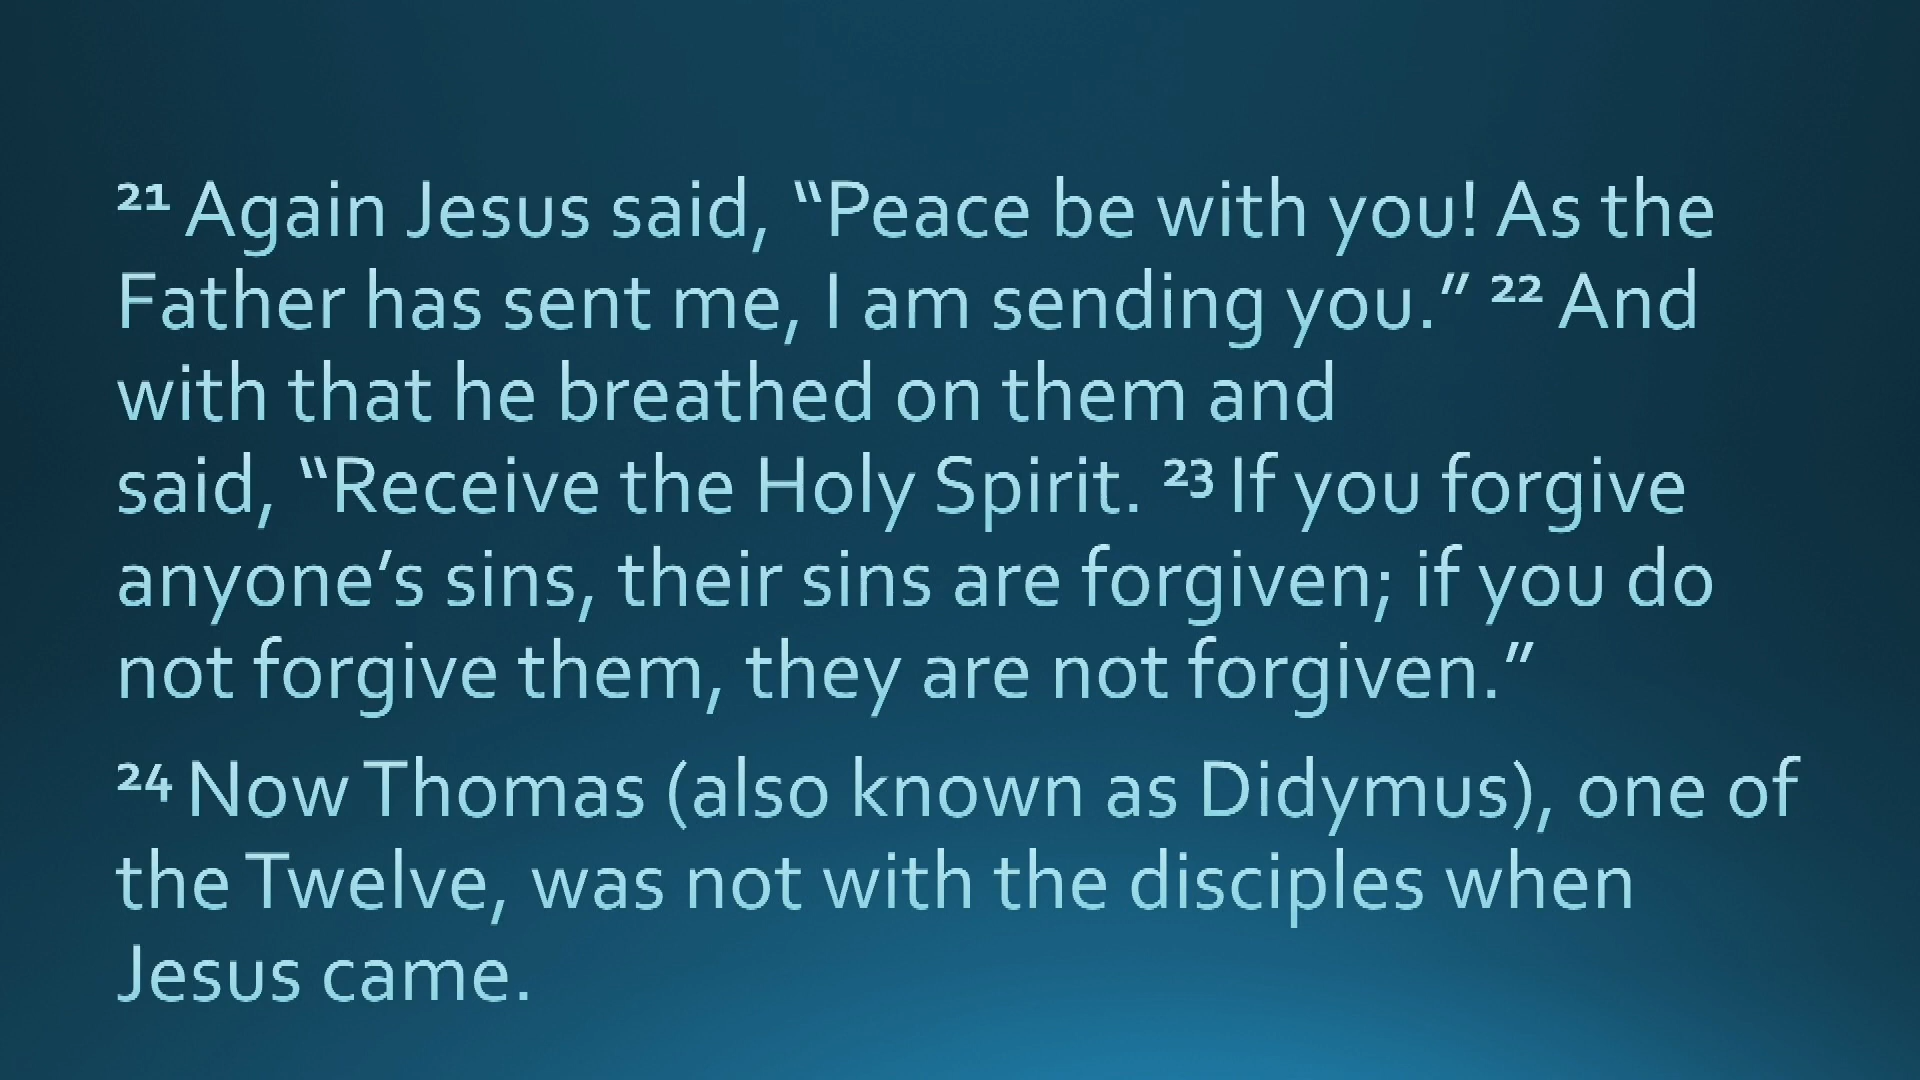 21 Again Jesus said, “Peace be with you! As the
Father has sent me, I am sending you.” 22 And
with that he breathed on them and
said, “Receive the Holy Spirit. 23 If you forgive
anyone’s sins, their sins are forgiven; if you do
not forgive them, they are not forgiven.”
24 Now Thomas (also known as Didymus), one of
the Twelve, was not with the disciples when
Jesus came.